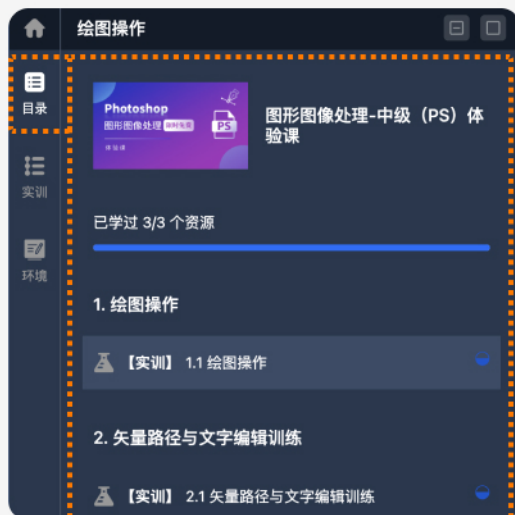 绘图操作
目录
实训
环境
Photoshop
图形图像处理 限时免费
体验课
PS
图形图像处理-中级（PS）体
验课
已学过 3/3 个资源
1. 绘图操作
【实训】 1.1 绘图操作
2. 矢量路径与文字编辑训练
【实训】 2.1 矢量路径与文字编辑训练